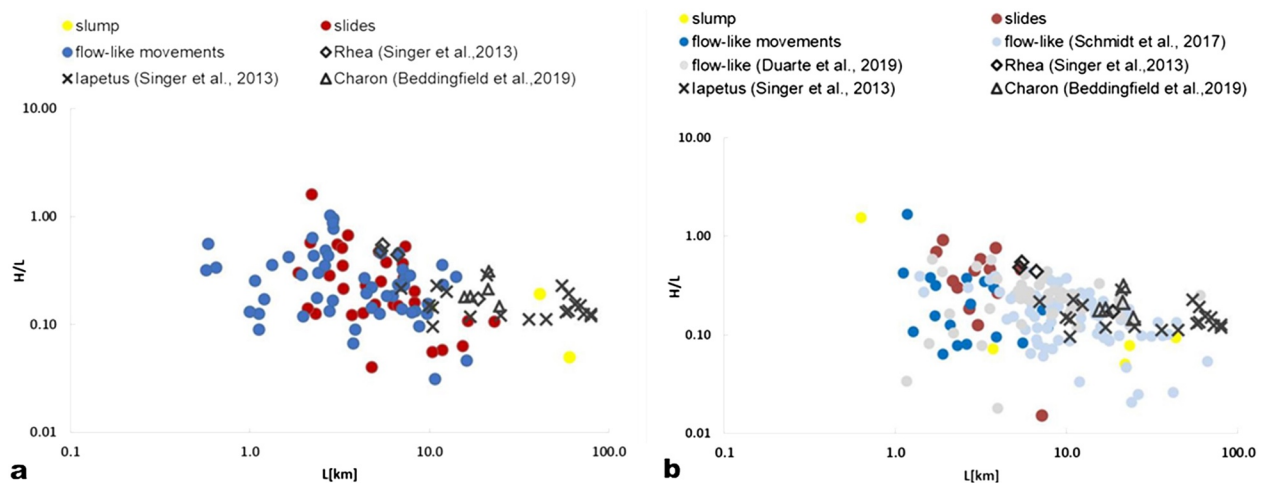 slump slides
flow-like movements Rhea (Singer et al.,2013)
Iapetus (Singer et al., 2013) Charon (Beddingfield et al.,2019)
10.00
1.00
H/L
0.10
0.01
0.1 1.0 10.0 100.0
L[km]
a
slump slides
flow-like movements flow-like (Schmidt et al., 2017)
flow-like (Duarte et al., 2019) Rhea (Singer et al.,2013)
Iapetus (Singer et al., 2013) Charon (Beddingfield et al.,2019)
10.00
1.00
H/L
0.10
0.01
0.1 1.0 10.0 100.0
L[km]
b